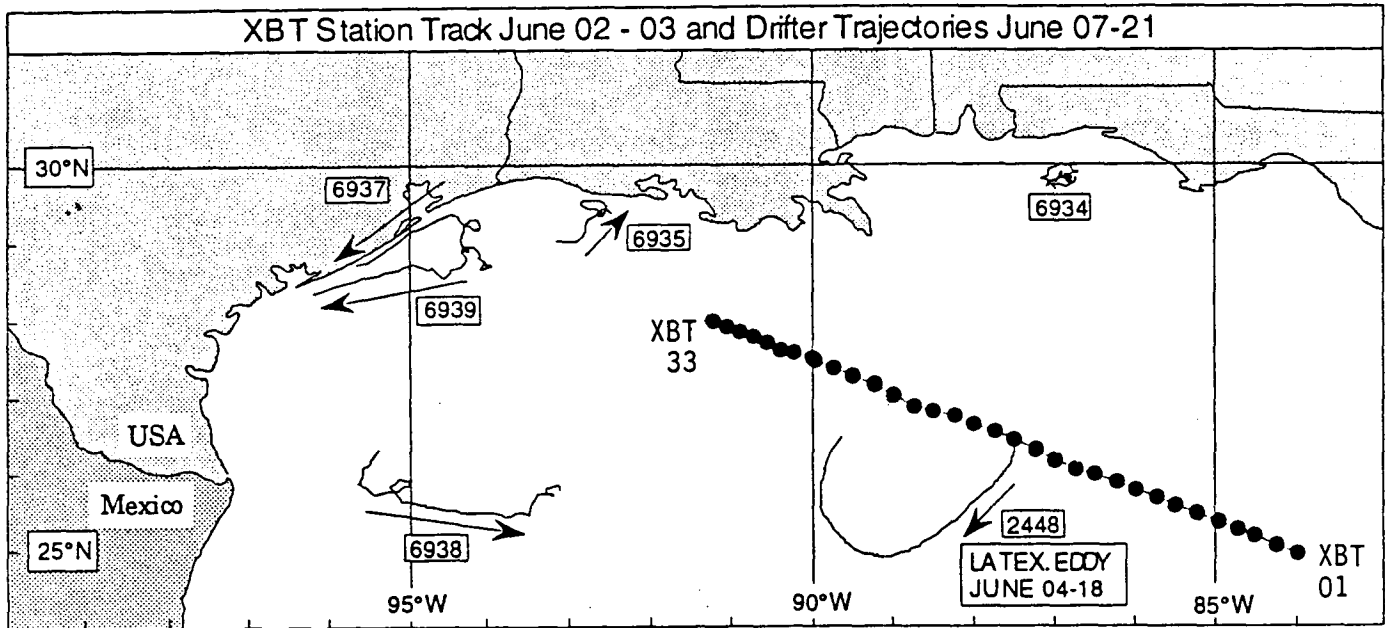 XBT Station Track June 02 - 03 and Drifter Trajectories June 07-21
30°N
6937
6934
6935
6939
XBT
33
USA
Mexico
2448
25°N
6938
LATEX.EDDY
JUNE 04-18
XBT
01
95°W
90°W
85°W